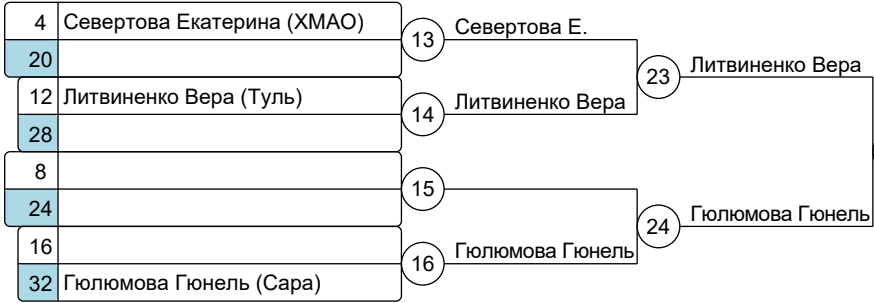 4 Севертова Екатерина (ХМАО)
20
13 Севертова Е.
12 Литвиненко Вера (Туль)
28
14 Литвиненко Вера
23 Литвиненко Вера
8
24
15
16
32 Гюлюмова Гюнель (Сара)
16 Гюлюмова Гюнель
24 Гюлюмова Гюнель